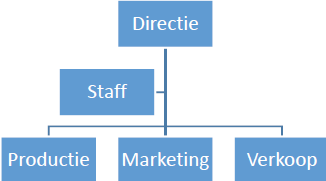 Directie
Staff
Productie
Marketing
Verkoop